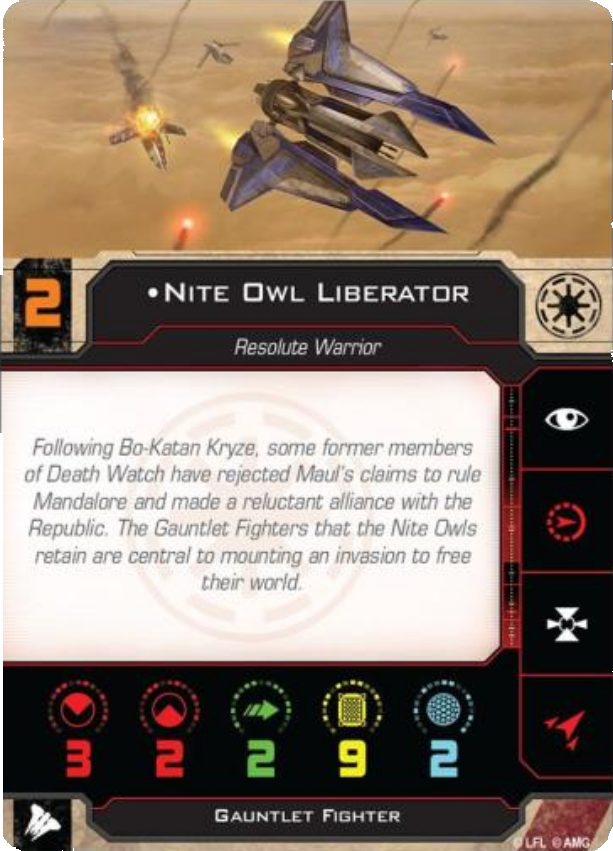 2
•Nite Owl Liberator
Resolute Warrior
Following Bo-Katan Kryze, some former members
of Death Watch have rejected Maul's claims to rule
Mandalore and made a reluctant alliance with the
Republic. The Gauntlet Fighters that the Nite Owls
retain are central to mounting an invasion to free
their world.
3 2 2 9 2
Gauntlet Fighter
© LFL © AMG